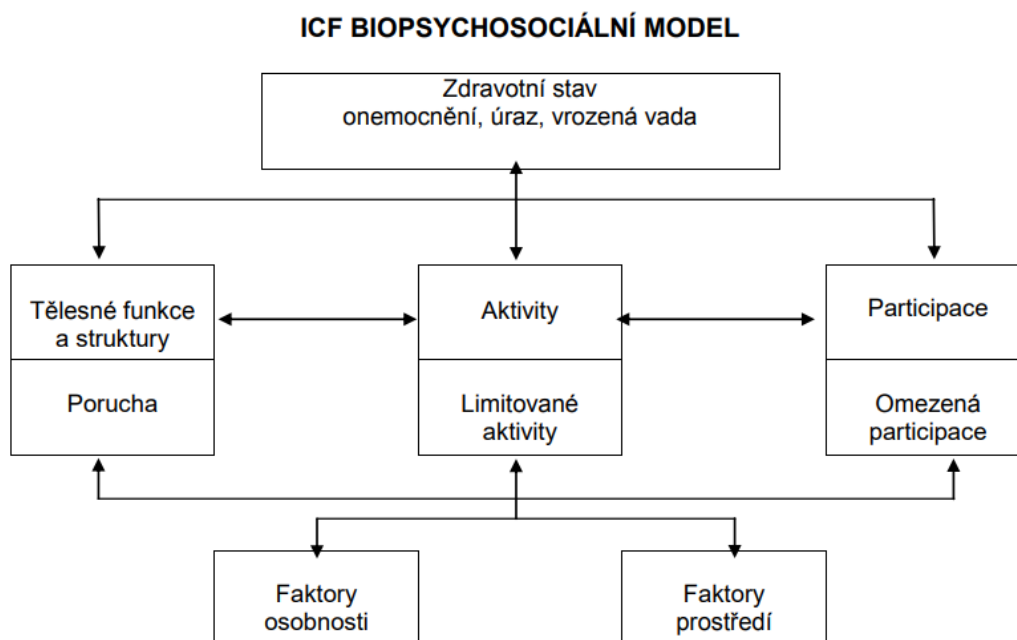 ICF BIOPSYCHOSOCIÁLNÍ MODEL
Zdravotní stav
onemocnění, úraz, vrozená vada
Tělesné funkce
a struktury
Aktivity
Participace
Porucha
Limitované
aktivity
Omezená
participace
Faktory
osobnosti
Faktory
prostředí